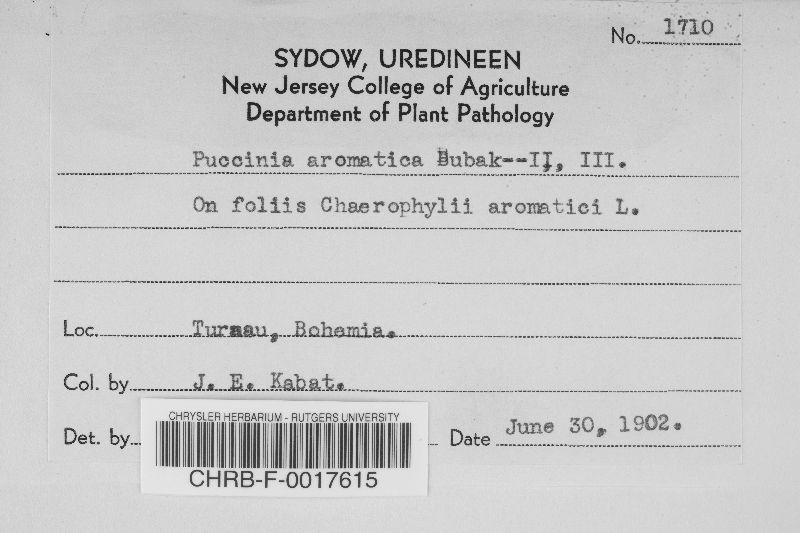 No. 1710
SYDOW, UREDINEEN
New Jersey College of Agriculture
Department of Plant Pathology
Puccinia aromatica Bubak--II, III.
On foliis Chaerophylii aromatici L.
Loc. Turnau, Bohemia.
Col. by J. E. Kabat.
Det. by
Date June 30, 1902.
CHRYSLER HERBARIUM - RUTGERS UNIVERSITY
CHRB-F-0017615